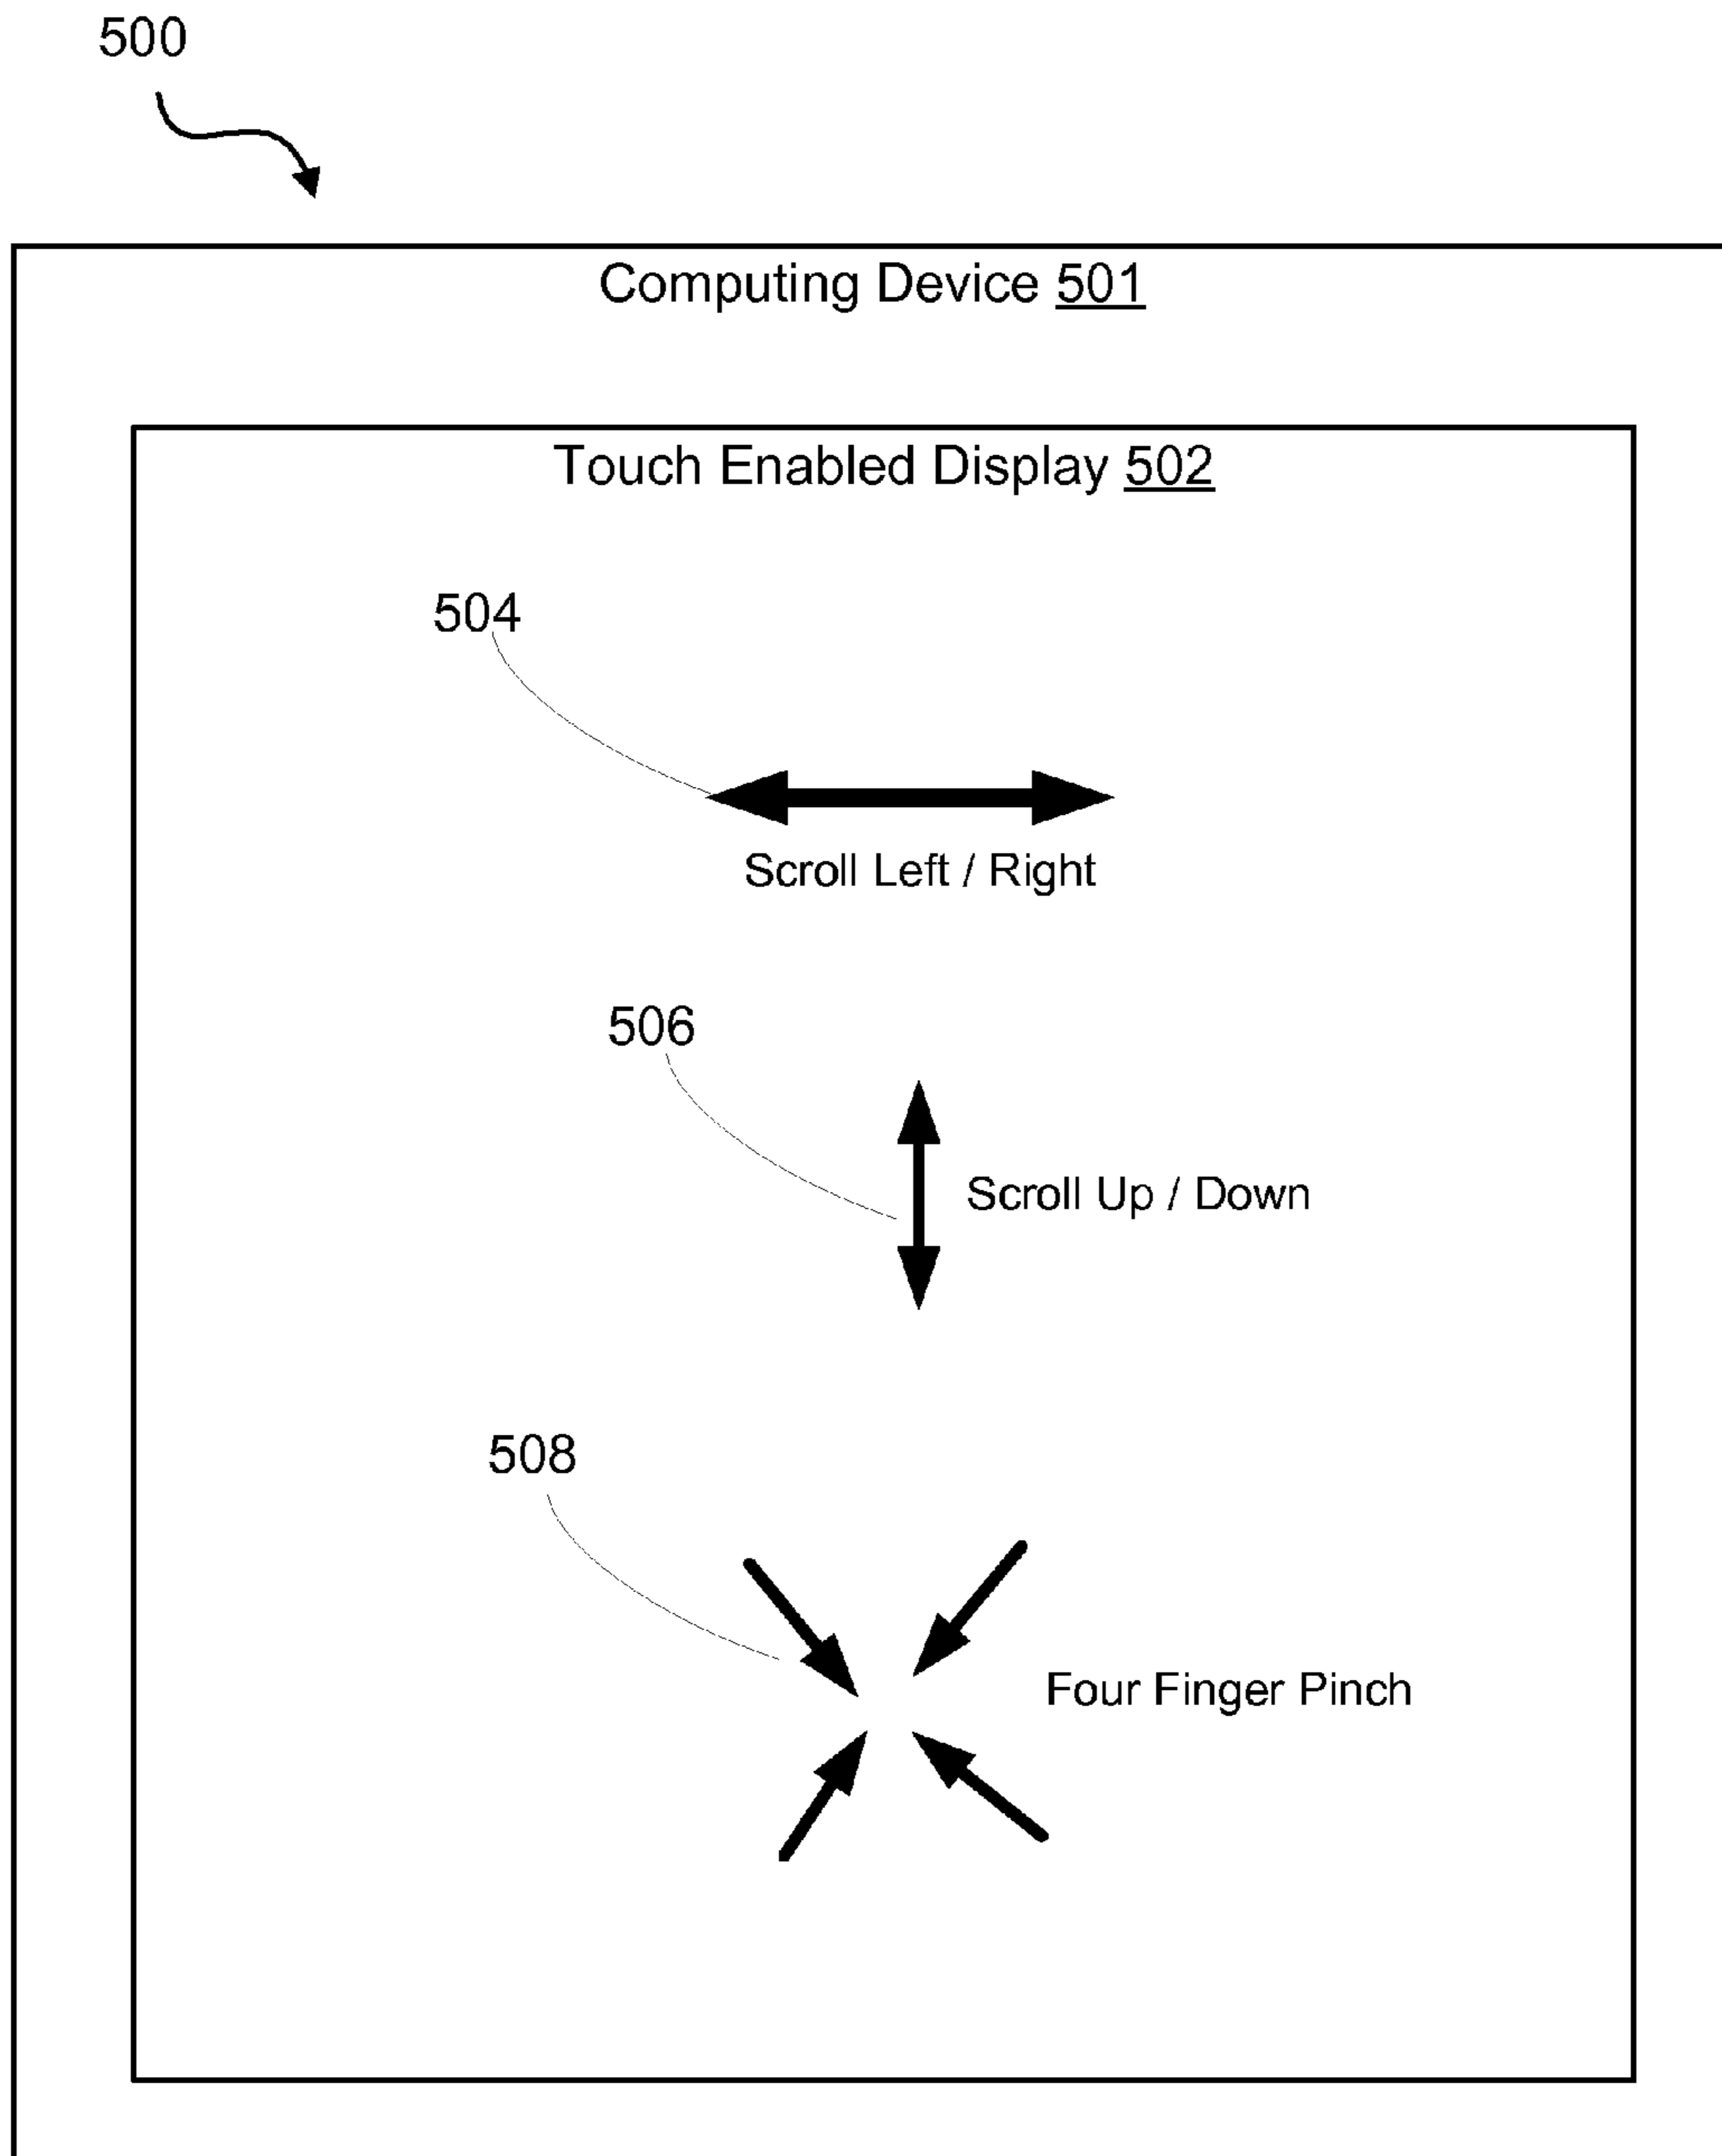 500
Computing Device 501
Touch Enabled Display 502
504
Scroll Left / Right
506
Scroll Up / Down
508
Four Finger Pinch